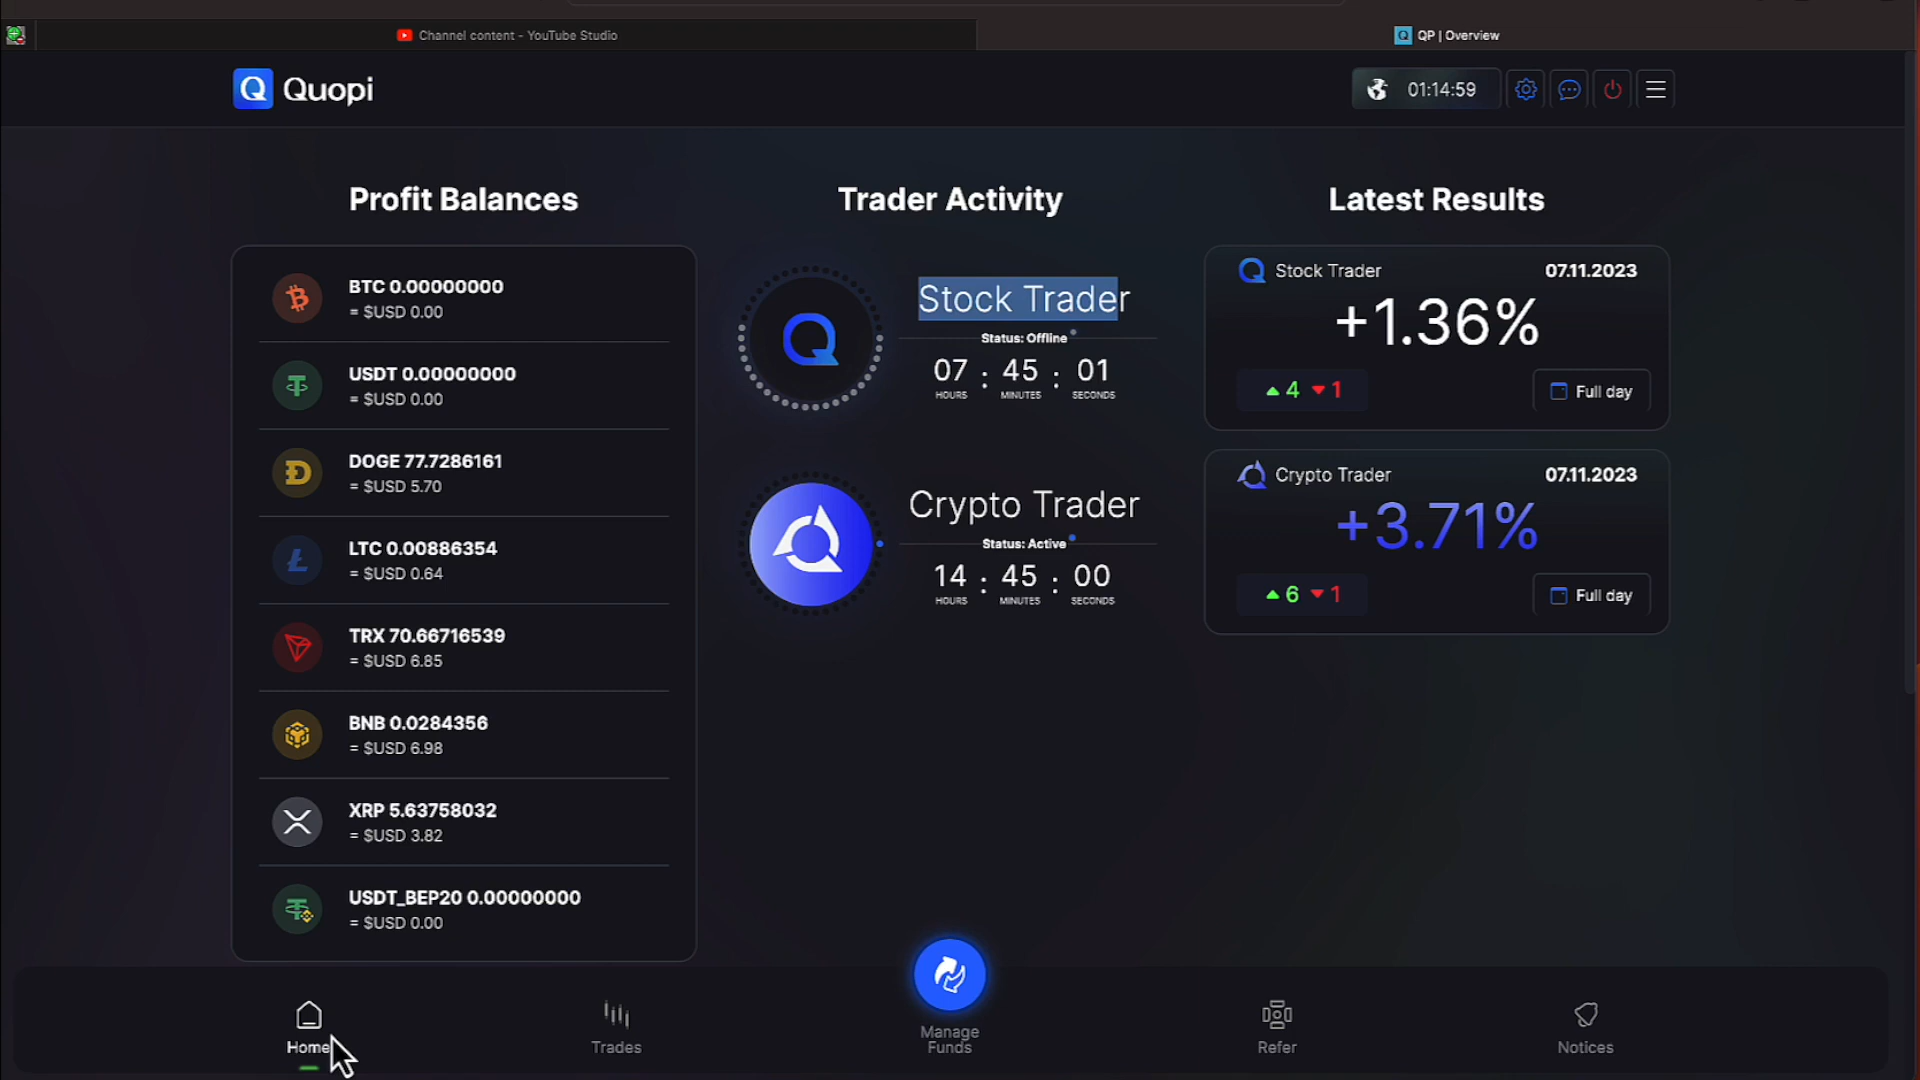 Channel content - YouTube Studio
QP | Overview
Quopi
01:14:59
Profit Balances
BTC 0.00000000
= $USD 0.00
USDT 0.00000000
= $USD 0.00
DOGE 77.7286161
= $USD 5.70
LTC 0.00886354
= $USD 0.64
TRX 70.66716539
= $USD 6.85
BNB 0.0284356
= $USD 6.98
XRP 5.63758032
= $USD 3.82
USDT_BEP20 0.00000000
= $USD 0.00
Trader Activity
Stock Trader
Status: Offline
07 : 45 : 01
HOURS MINUTES SECONDS
Crypto Trader
Status: Active
14 : 45 : 00
HOURS MINUTES SECONDS
Latest Results
Stock Trader 07.11.2023
+1.36%
4 1 Full day
Crypto Trader 07.11.2023
+3.71%
6 1 Full day
Home
Trades
Manage
Funds
Refer
Notices